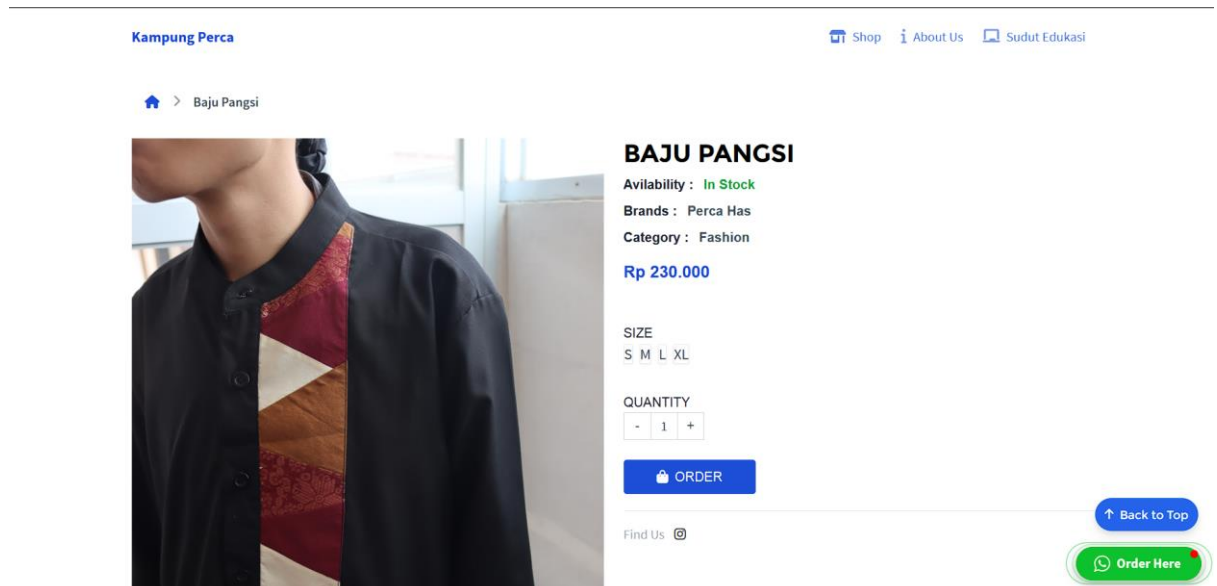 Kampung Perca
Shop About Us Sudut Edukasi
> Baju Pangsi
BAJU PANGSI
Avilability : In Stock
Brands : Perca Has
Category : Fashion
Rp 230.000
SIZE
S M L XL
QUANTITY
- 1 +
ORDER
↑ Back to Top
Find Us
Order Here